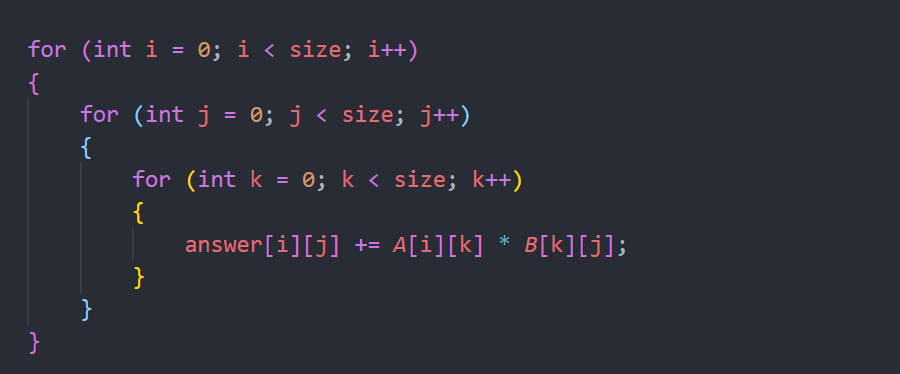 for (int i = 0; i < size; i++)
{
    for (int j = 0; j < size; j++)
    {
        for (int k = 0; k < size; k++)
        {
            answer[i][j] += A[i][k] * B[k][j];
        }
    }
}